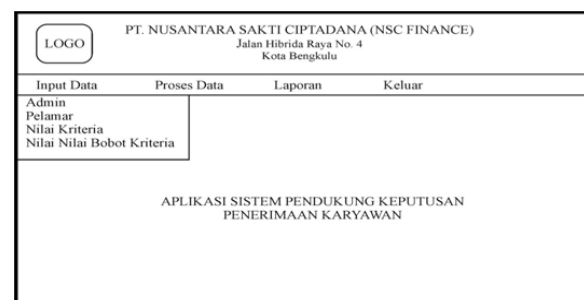 LOGO
PT. NUSANTARA SAKTI CIPTADANA (NSC FINANCE)
Jalan Hibrida Raya No. 4
Kota Bengkulu
Input Data Proses Data Laporan Keluar
Admin
Pelamar
Nilai Kriteria
Nilai Nilai Bobot Kriteria
APLIKASI SISTEM PENDUKUNG KEPUTUSAN
PENERIMAAN KARYAWAN